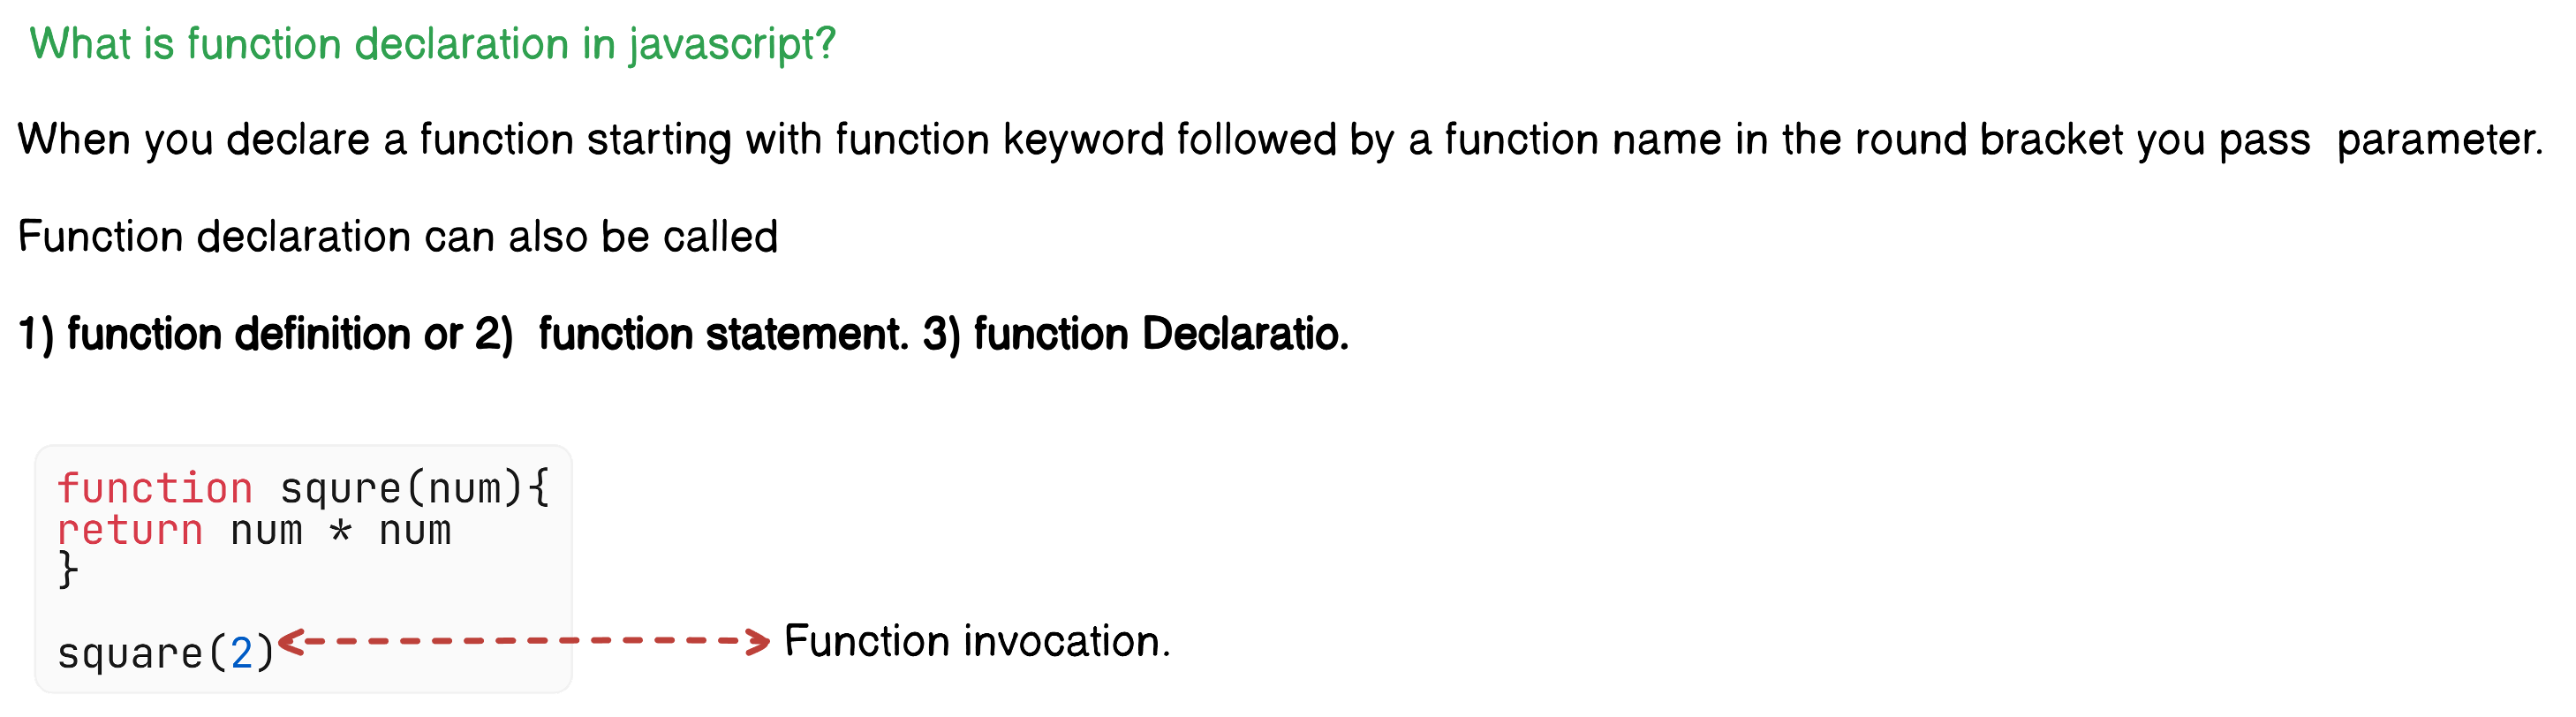 What is function declaration in javascript?
When you declare a function starting with function keyword followed by a function name in the round bracket you pass  parameter.
Function declaration can also be called
1) function definition or 2)  function statement. 3) function Declaratio.
function squre(num){
return num * num
}
square(2)
Function invocation.